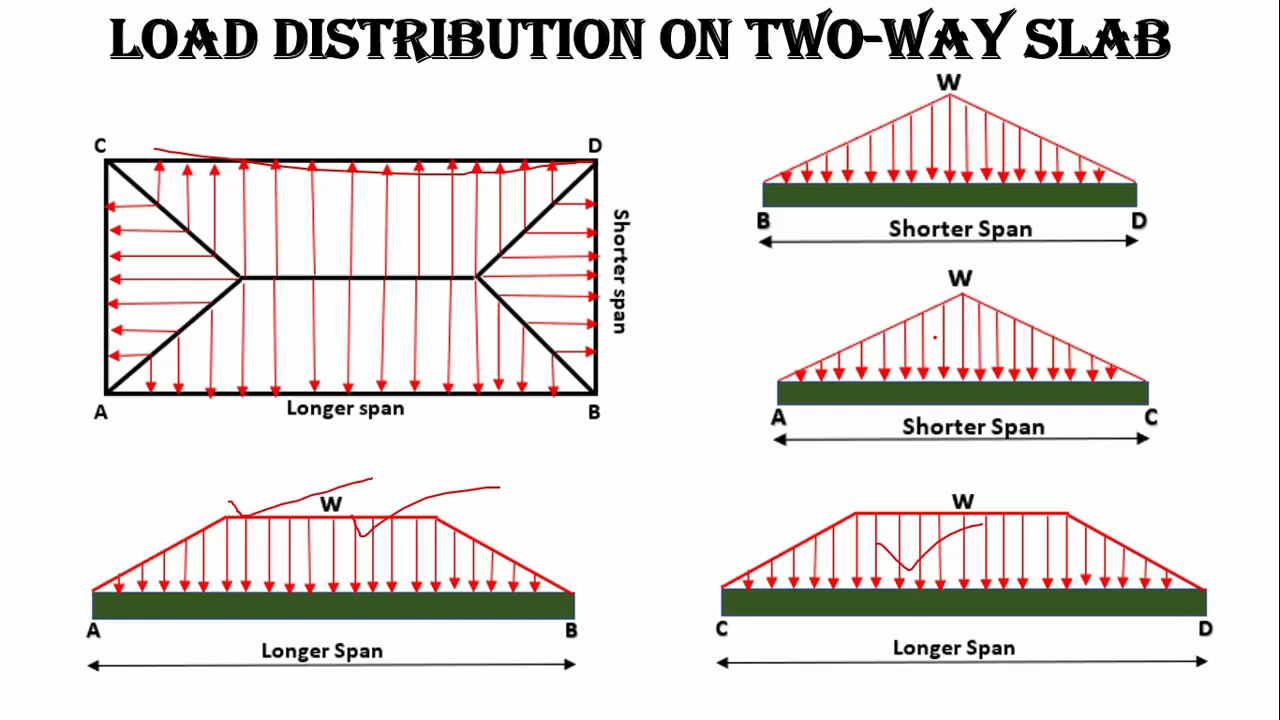 LOAD DISTRIBUTION ON TWO-WAY SLAB
C
D
Shorter span
A
B
Longer span
W
B
D
Shorter Span
W
A
C
Shorter Span
W
A
B
Longer Span
W
C
D
Longer Span